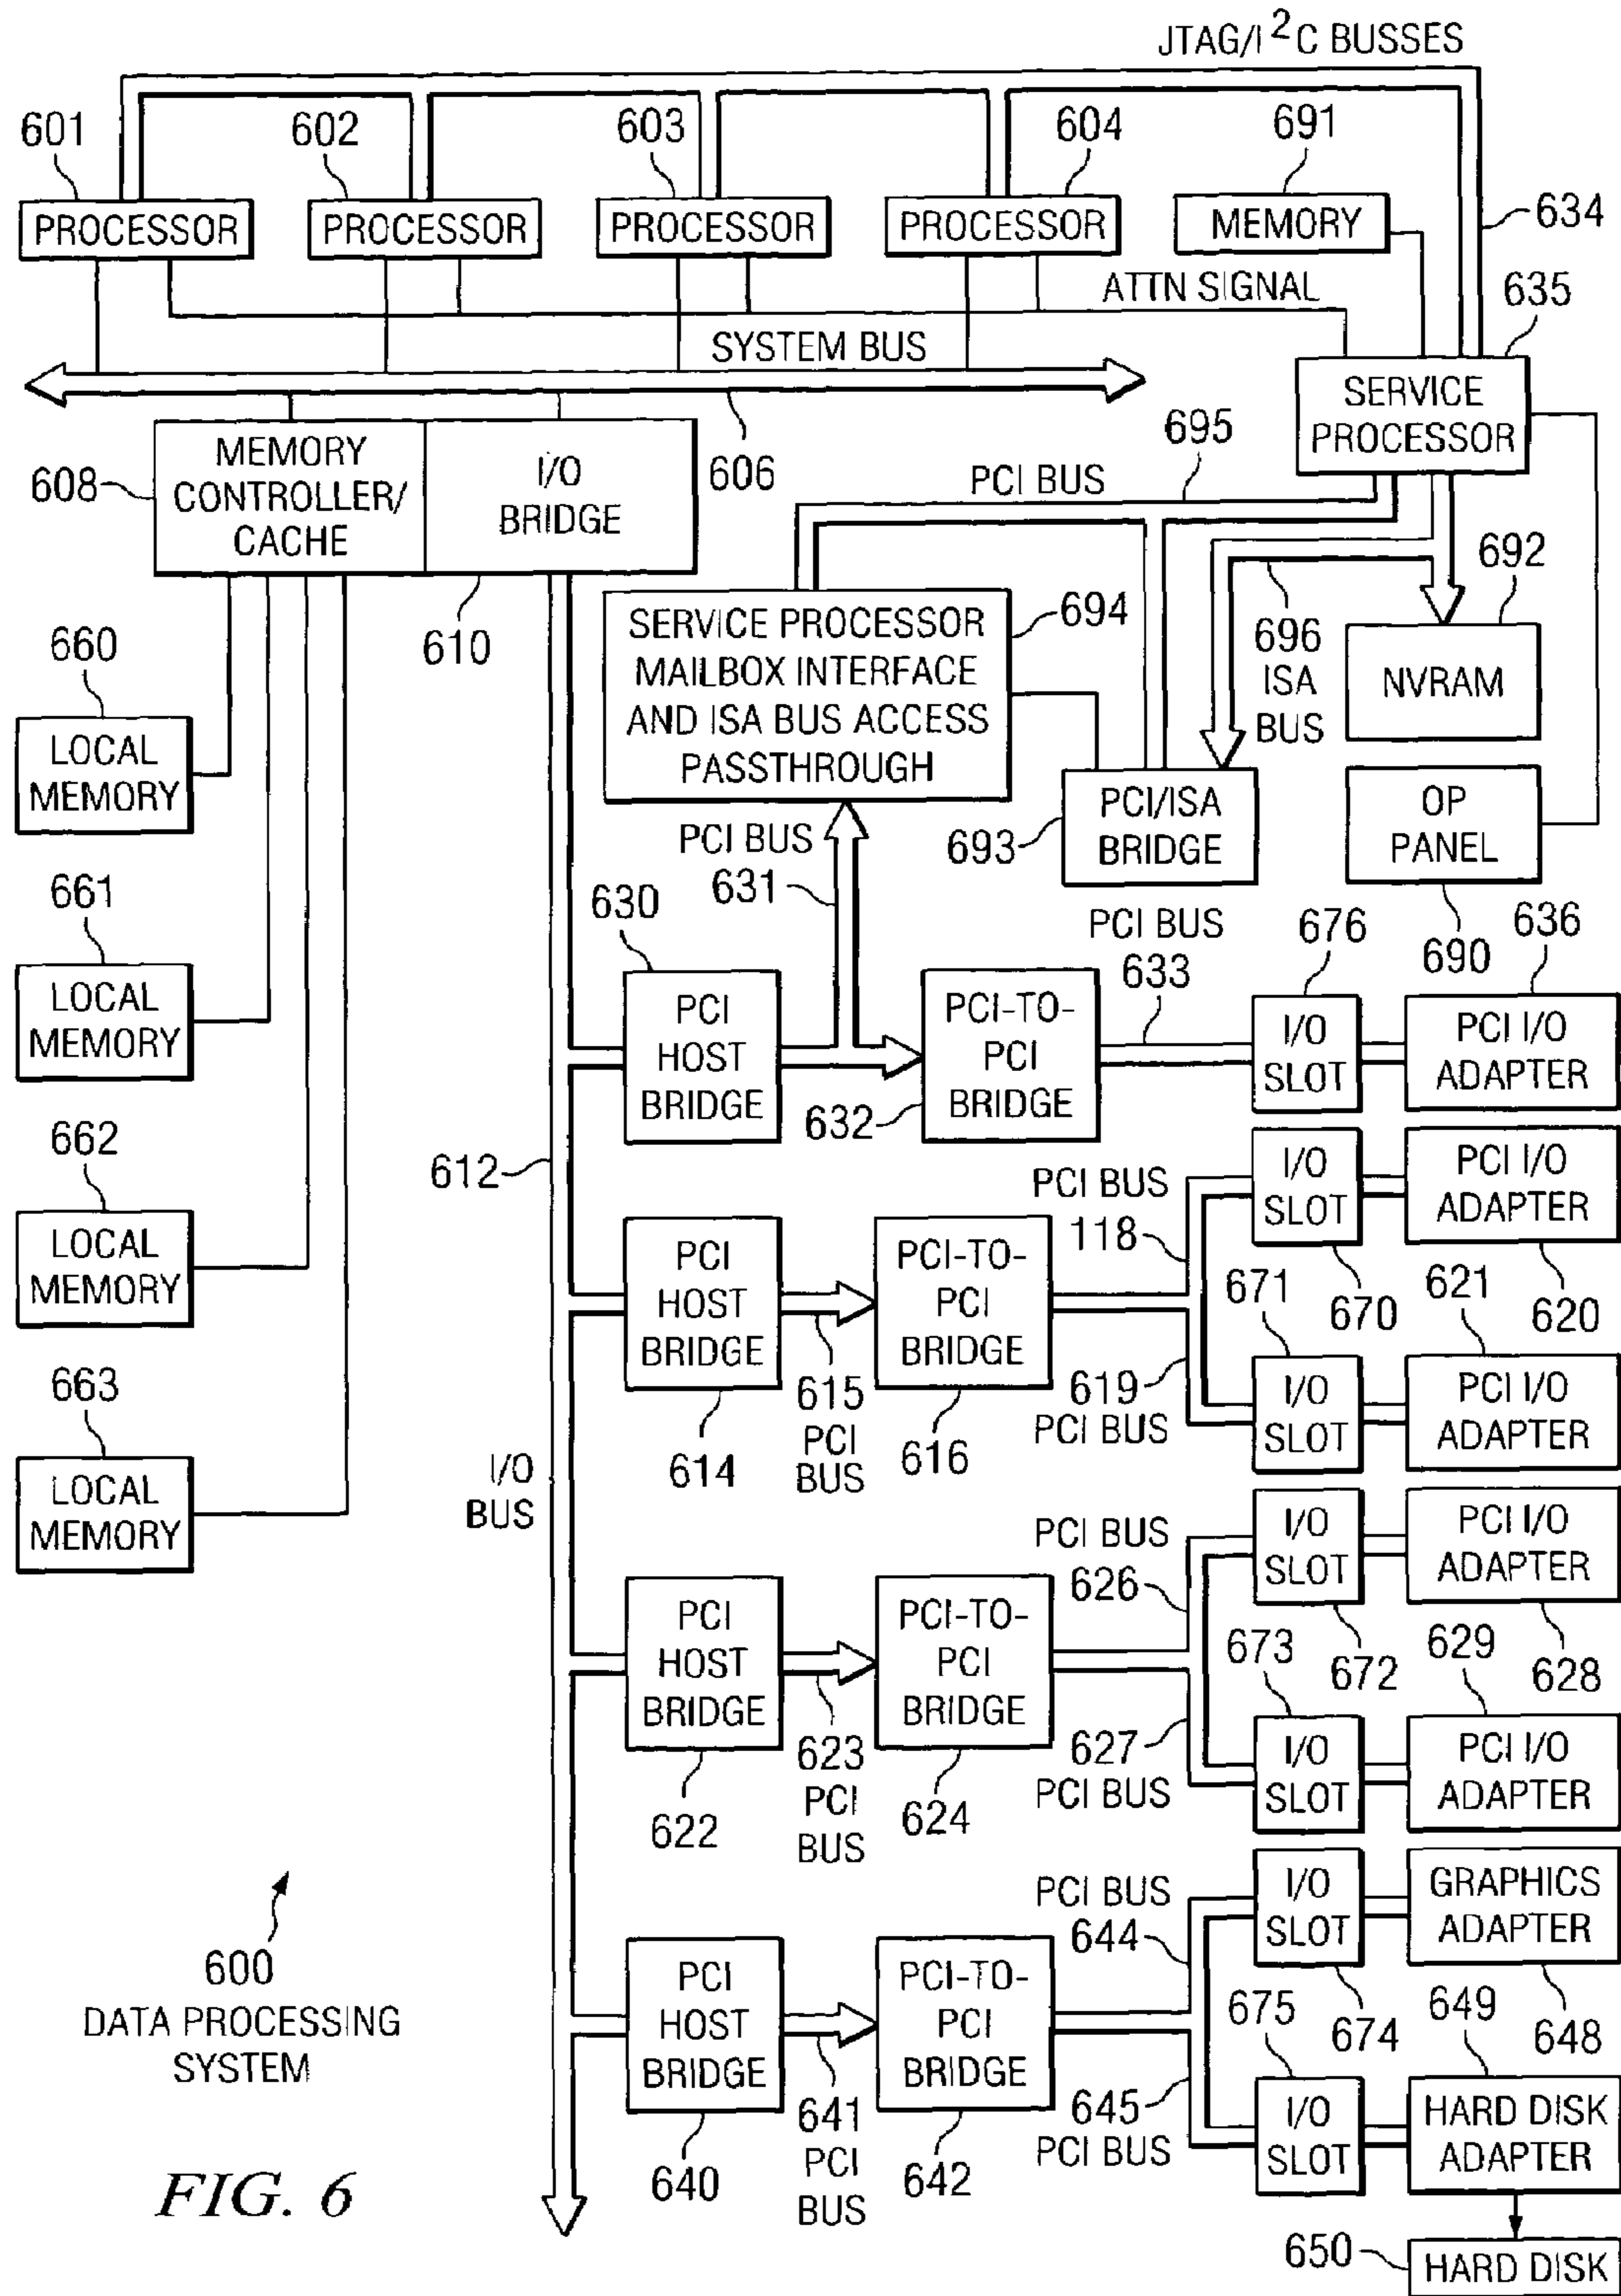 JTAG/I²C BUSSES
601
602
603
604
691
PROCESSOR
PROCESSOR
PROCESSOR
PROCESSOR
MEMORY
634
ATTN SIGNAL
635
SYSTEM BUS
SERVICE
PROCESSOR
608
MEMORY
CONTROLLER/
CACHE
I/O
BRIDGE
606
695
PCI BUS
610
692
696
ISA
BUS
NVRAM
SERVICE PROCESSOR
MAILBOX INTERFACE
AND ISA BUS ACCESS
PASSTHROUGH
694
660
LOCAL
MEMORY
PCI BUS
631
693
PCI/ISA
BRIDGE
OP
PANEL
690
661
LOCAL
MEMORY
630
PCI
HOST
BRIDGE
632
PCI-TO-
PCI
BRIDGE
PCI BUS
633
676
I/O
SLOT
636
PCI I/O
ADAPTER
662
LOCAL
MEMORY
612
PCI
HOST
BRIDGE
614
615
PCI
BUS
PCI-TO-
PCI
BRIDGE
616
PCI BUS
118
I/O
SLOT
670
PCI I/O
ADAPTER
620
619
PCI BUS
671
I/O
SLOT
621
PCI I/O
ADAPTER
663
LOCAL
MEMORY
I/O
BUS
PCI
HOST
BRIDGE
622
623
PCI
BUS
PCI-TO-
PCI
BRIDGE
624
PCI BUS
626
I/O
SLOT
672
PCI I/O
ADAPTER
628
627
PCI BUS
673
I/O
SLOT
629
PCI I/O
ADAPTER
600
DATA PROCESSING
SYSTEM
PCI
HOST
BRIDGE
640
641
PCI
BUS
PCI-TO-
PCI
BRIDGE
642
PCI BUS
644
I/O
SLOT
674
GRAPHICS
ADAPTER
648
645
PCI BUS
675
I/O
SLOT
649
HARD DISK
ADAPTER
650
HARD DISK
FIG. 6